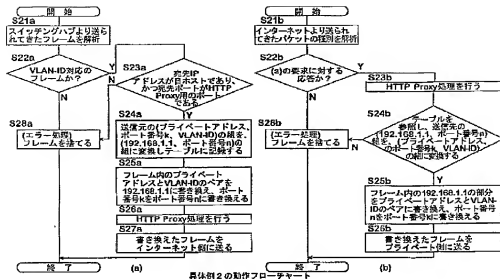 開始
S21a
スイッチングハブより送ら
れてきたフレームを解析
S22a
VLAN-ID対応の
フレームか?
Y
N
S23a
宛先IP
アドレスが自ホストであり、
かつ宛先ポートがHTTP
Proxy用のポート
である
N
Y
S28a
(エラー処理)
フレームを捨てる
S24a
送信元の(プライベートアドレス、
ポート番号k、VLAN-ID)の組を、
(192.168.1.1、ポート番号n)の組
に変換しテーブルに記録する
S25a
フレーム内のプライベート
アドレスとVLAN-IDのペアを
192.168.1.1に書き換え、ポート
番号kをポート番号nに書き換える
S26a
HTTP Proxy処理を行う
S27a
書き換えたフレームを
インターネット側に送る
終了
(a)
開始
S21b
インターネットより送られ
てきたパケットの種別を解析
S22b
(a)の要求に対する
応答か?
Y
N
S23b
HTTP Proxy処理を行う
S24b
テーブルを
参照し、送信先の
(192.168.1.1、ポート番号n)
組を、(プライベートアドレス、
のポート番号k、VLAN-ID)
の組に変換する
N
Y
S26b
(エラー処理)
フレームを捨てる
S25b
フレーム内の192.168.1.1の部分
をプライベートアドレスとVLAN-
IDのペアに書き換え、ポート番号
nをポート番号kに書き換える
S25b
書き換えたフレームを
プライベート側に送る
終了
(b)
具体例2の動作フローチャート